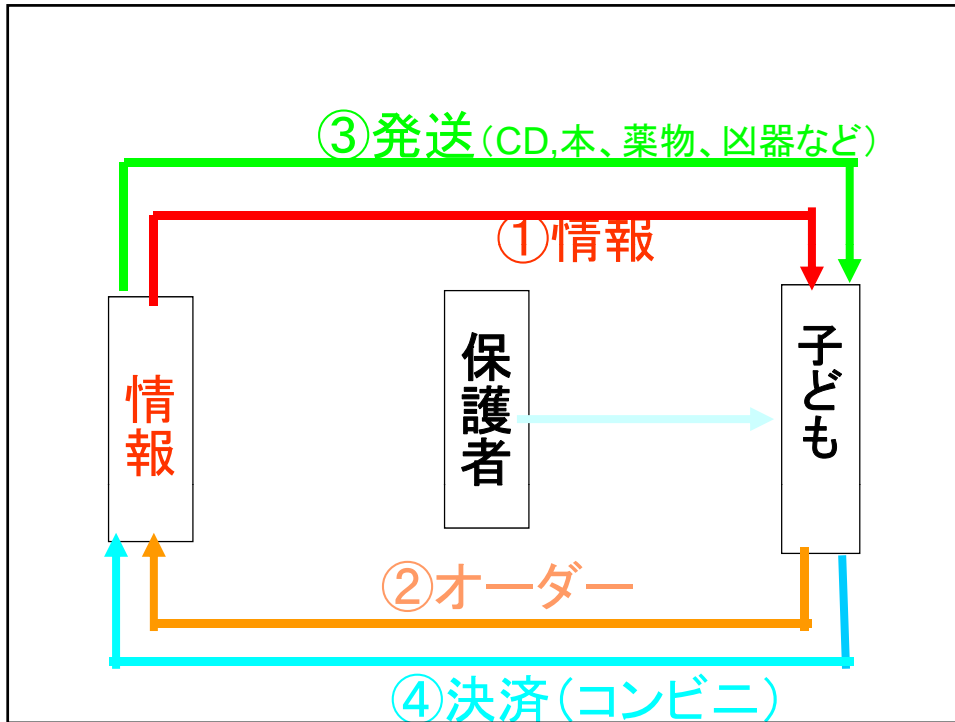 ③発送(CD,本、薬物、凶器など)
①情報
情報
保護者
子ども
②オーダー
④決済(コンビニ)